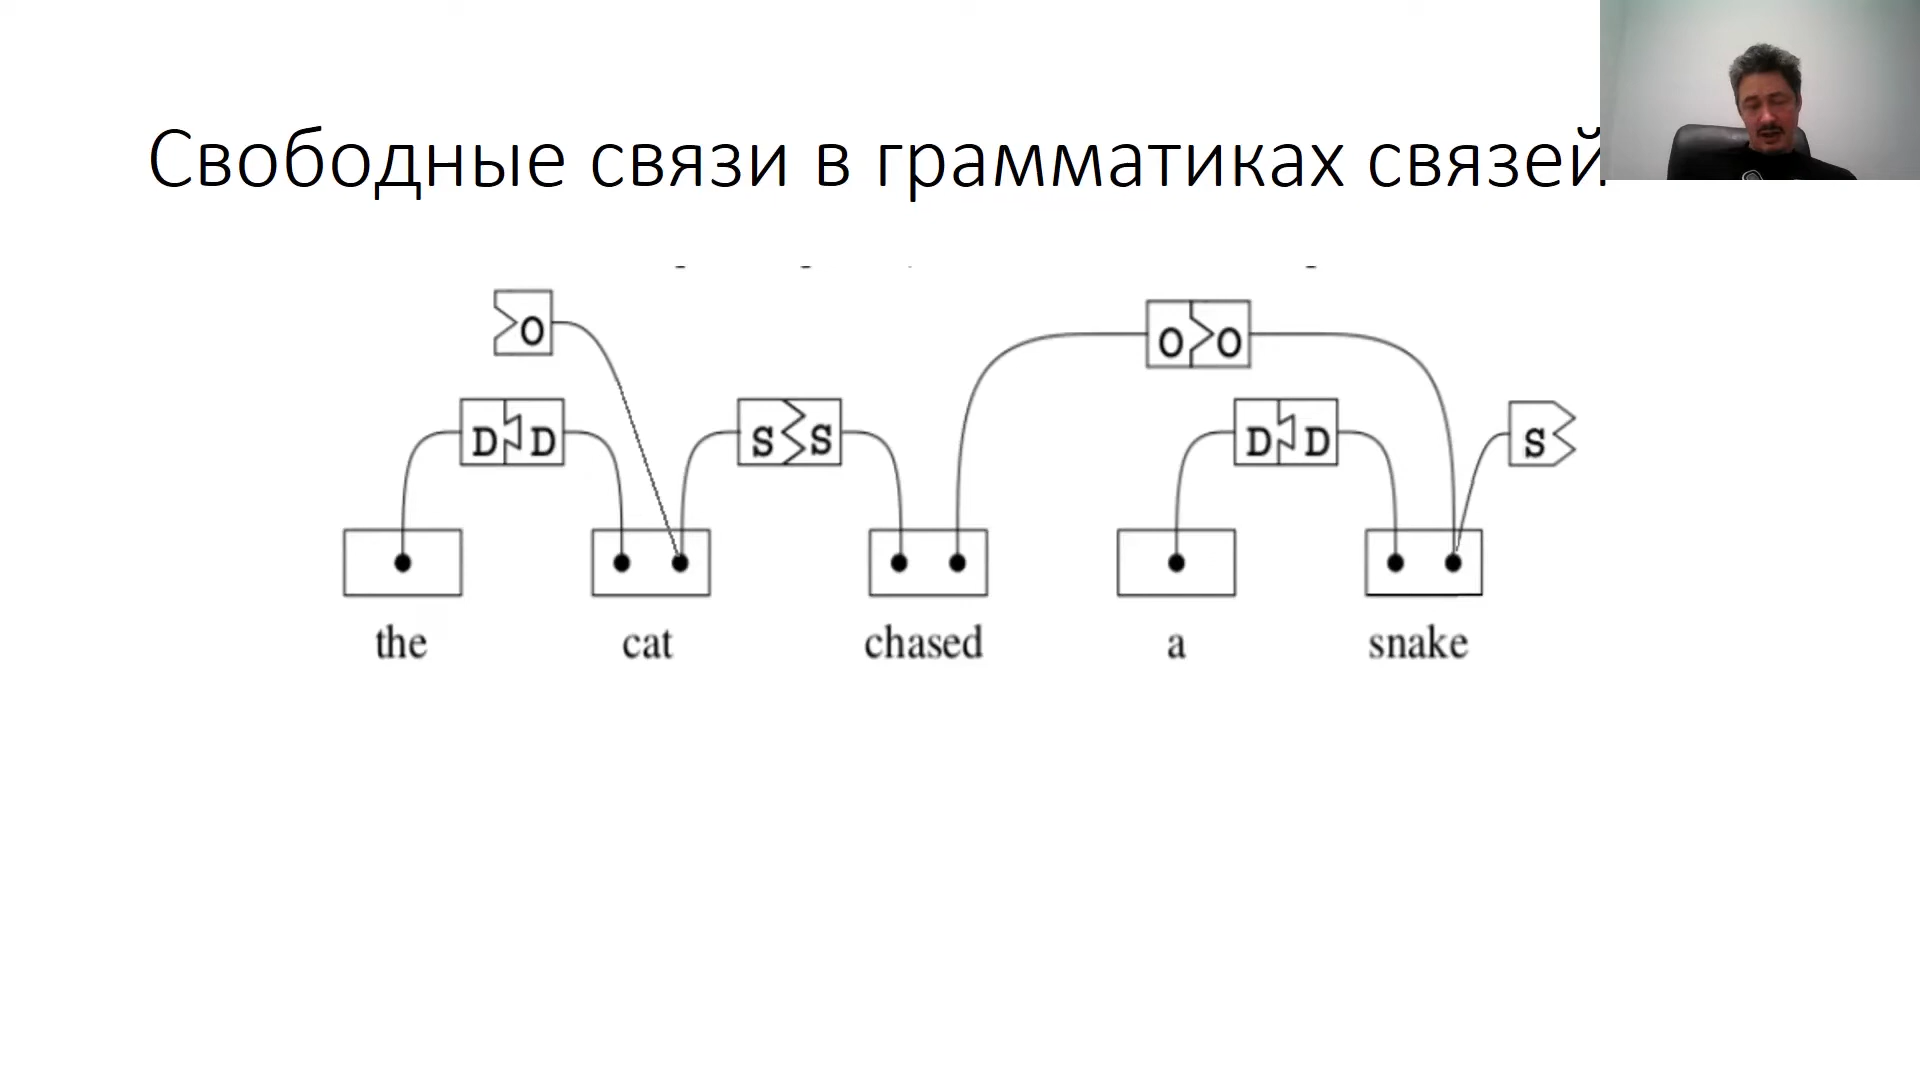 Свободные связи в грамматиках связей
O
O O
D D
S S
D D
S
the cat chased a snake